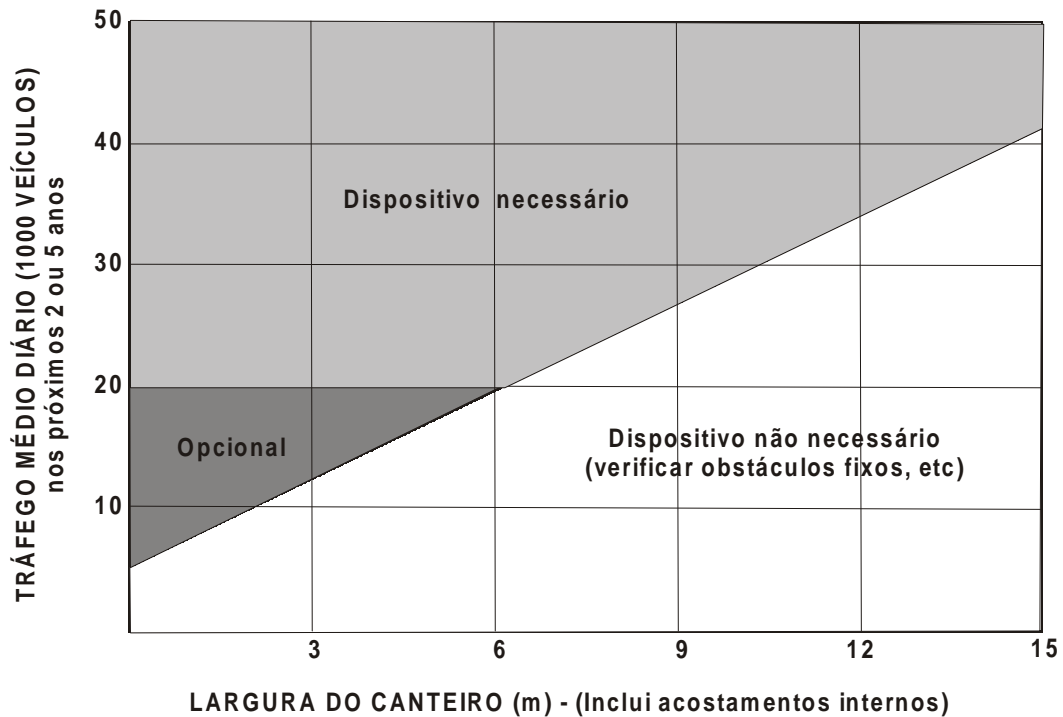 50
40
30
20
10
TRÁFEGO MÉDIO DIÁRIO (1000 VEÍCULOS)
nos próximos 2 ou 5 anos
Dispositivo necessário
Opcional
Dispositivo não necessário
(verificar obstáculos fixos, etc)
3 6 9 12 15
LARGURA DO CANTEIRO (m) - (Inclui acostamentos internos)